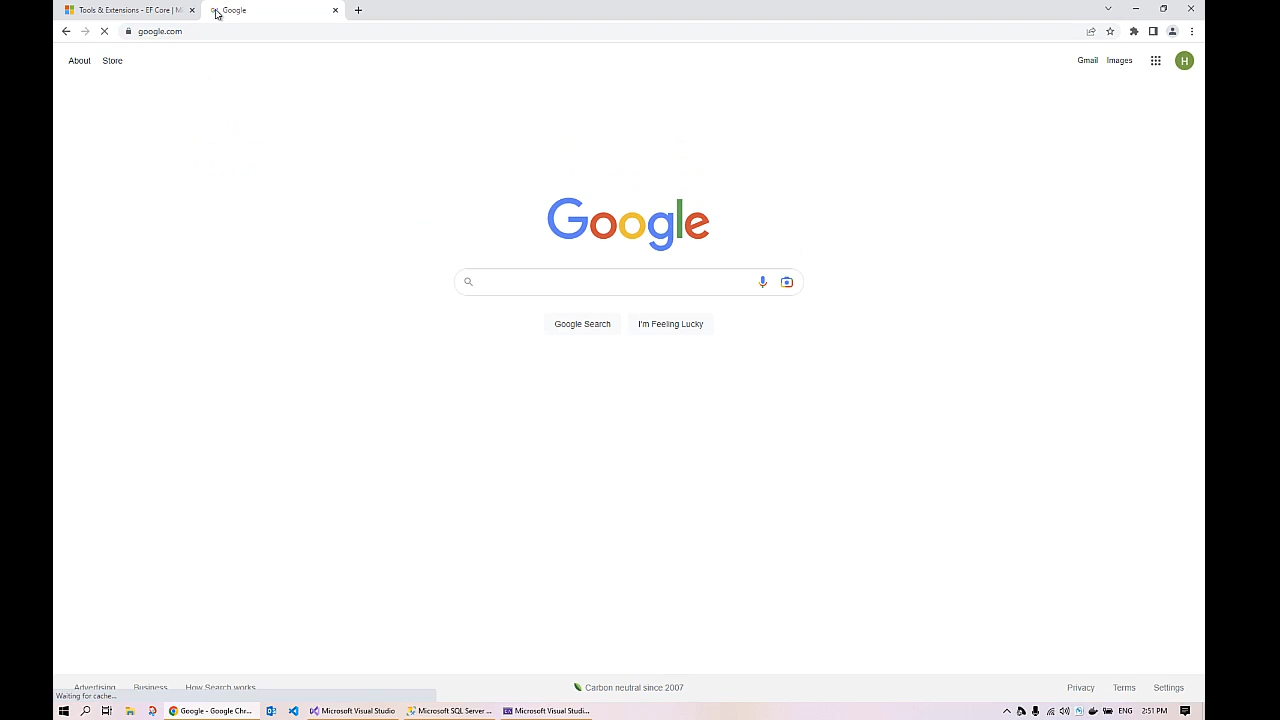 Tools & Extensions - EF Core | M
Google
google.com
About
Store
Gmail
Images
H
Google
Google Search
I'm Feeling Lucky
Advertising
Business
How Search works
Carbon neutral since 2007
Privacy
Terms
Settings
Waiting for cache...
Google - Google Chr...
Microsoft Visual Studio
Microsoft SQL Server ...
Microsoft Visual Studi...
ENG
2:51 PM